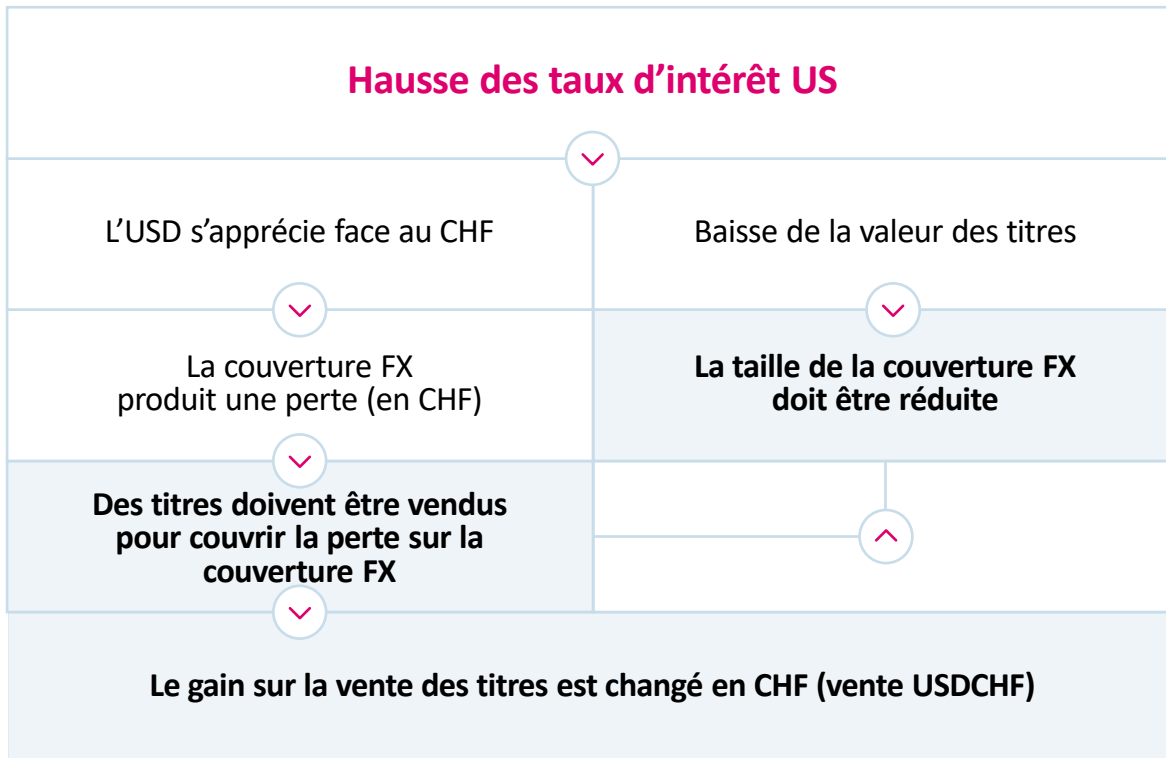 Hausse des taux d’intérêt US
L’USD s’apprécie face au CHF
Baisse de la valeur des titres
La couverture FX
produit une perte (en CHF)
La taille de la couverture FX
doit être réduite
Des titres doivent être vendus
pour couvrir la perte sur la
couverture FX
Le gain sur la vente des titres est changé en CHF (vente USDCHF)